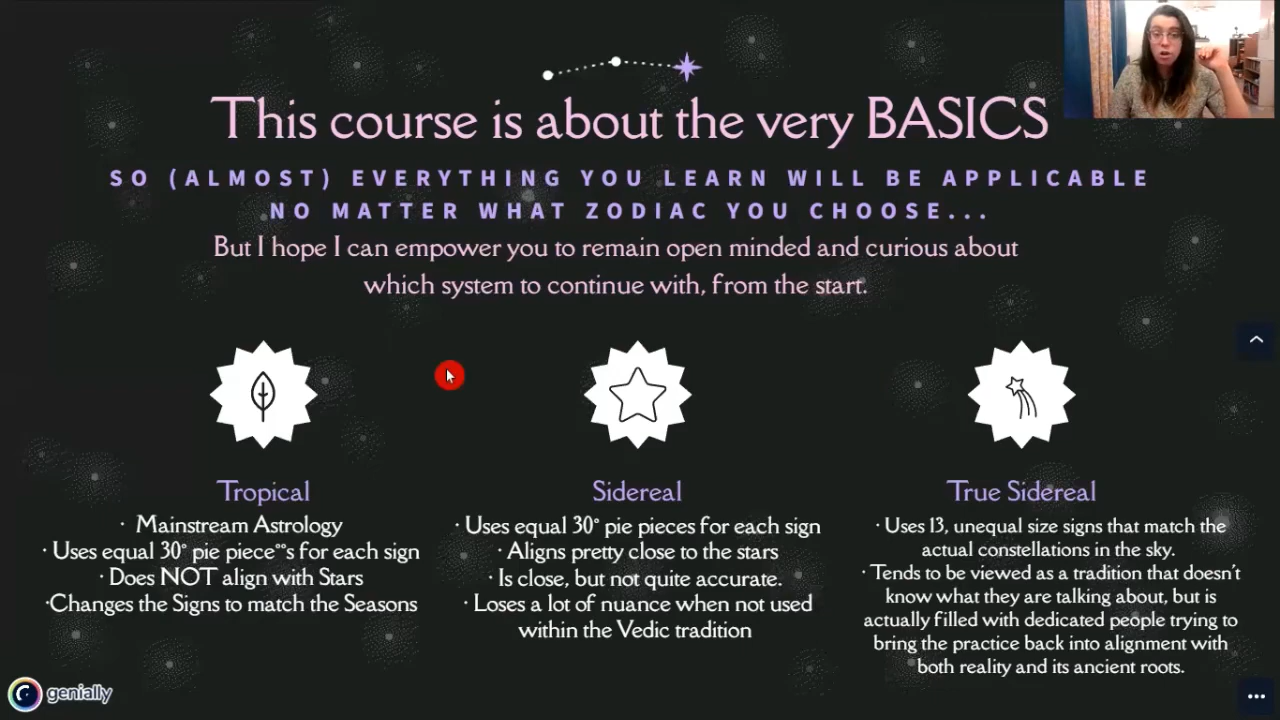 This course is about the very BASICS
SO (ALMOST) EVERYTHING YOU LEARN WILL BE APPLICABLE
NO MATTER WHAT ZODIAC YOU CHOOSE...
But I hope I can empower you to remain open minded and curious about
which system to continue with, from the start.
Tropical
· Mainstream Astrology
· Uses equal 30° pie piece°°s for each sign
· Does NOT align with Stars
·Changes the Signs to match the Seasons
Sidereal
· Uses equal 30° pie pieces for each sign
· Aligns pretty close to the stars
· Is close, but not quite accurate.
· Loses a lot of nuance when not used
within the Vedic tradition
True Sidereal
· Uses 13, unequal size signs that match the
actual constellations in the sky.
· Tends to be viewed as a tradition that doesn't
know what they are talking about, but is
actually filled with dedicated people trying to
bring the practice back into alignment with
both reality and its ancient roots.
genially